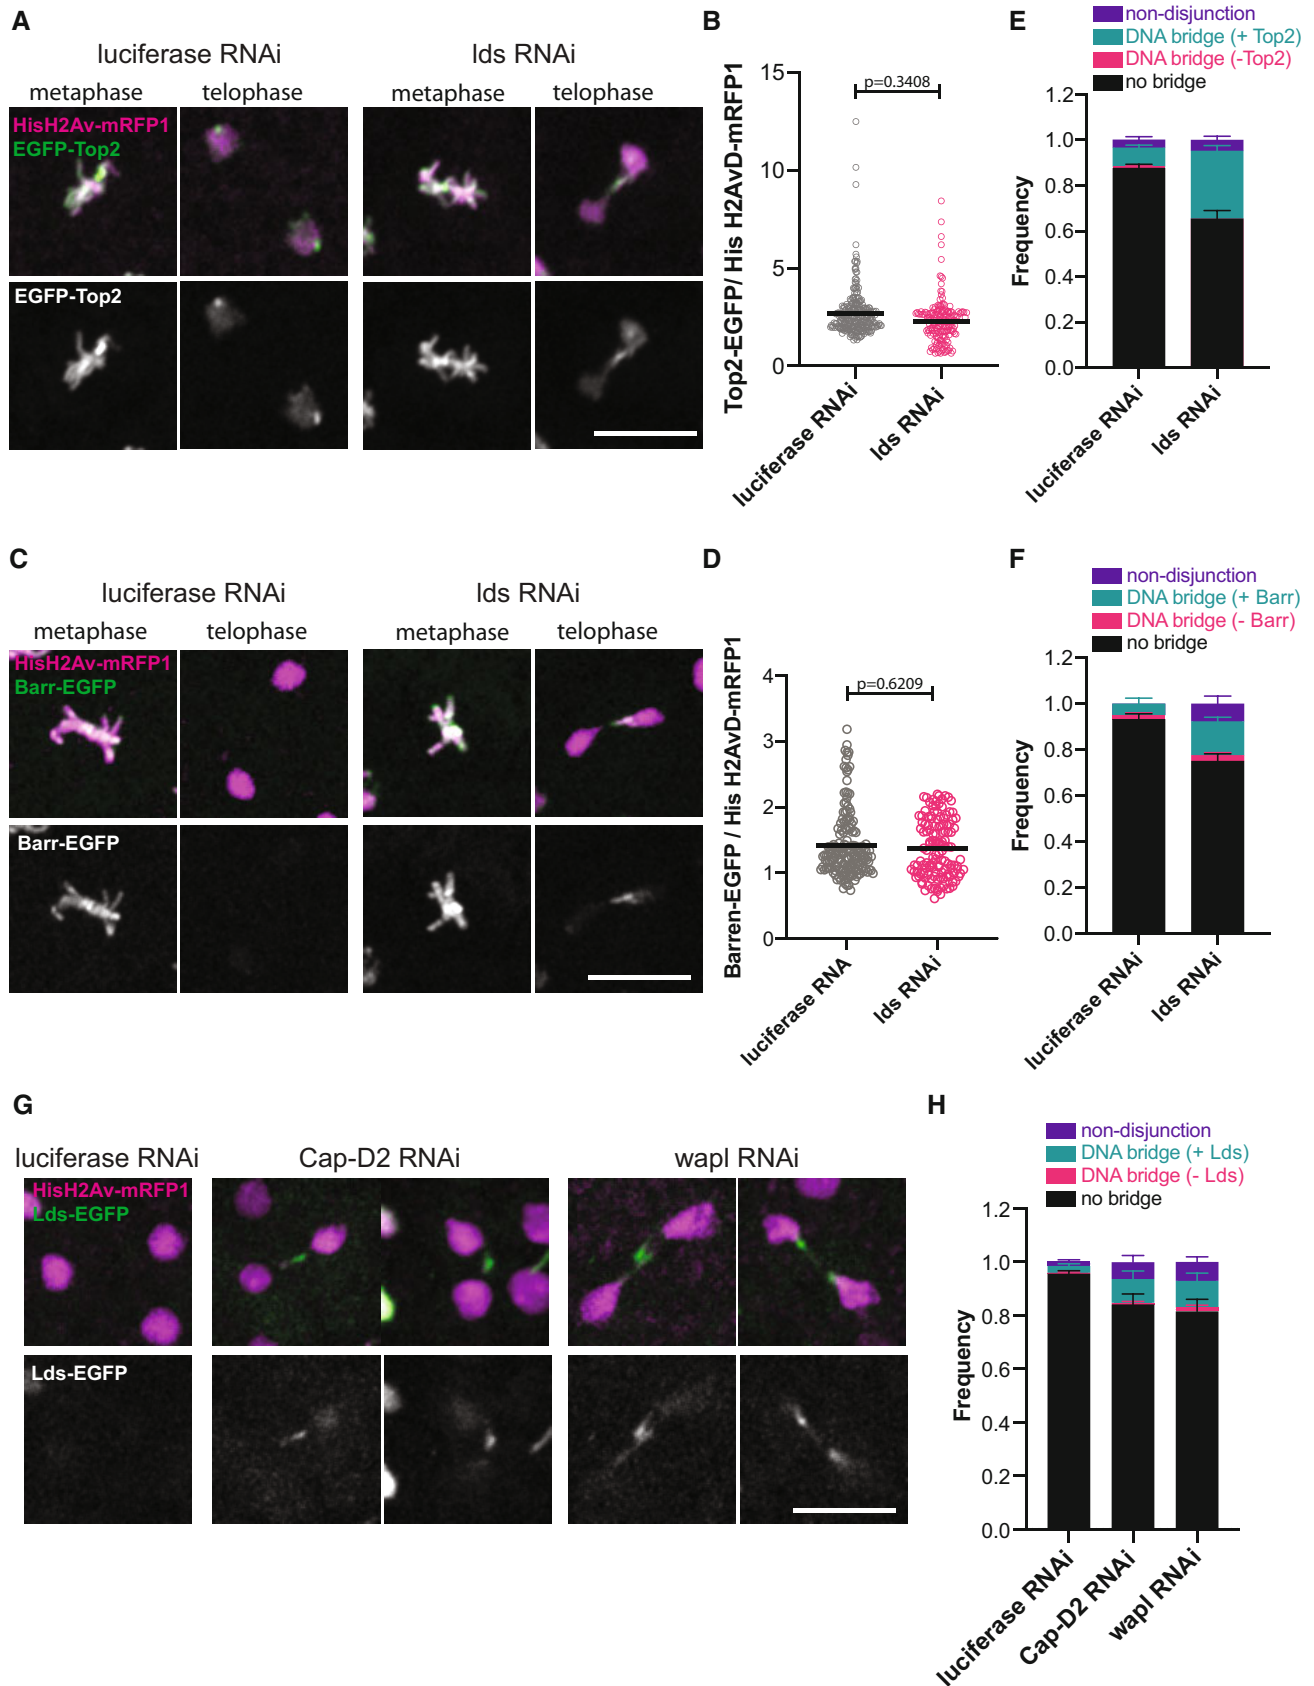 A
luciferase RNAi
lds RNAi
metaphase
telophase
metaphase
telophase
HisH2Av-mRFP1
EGFP-Top2
EGFP-Top2
B
15
10
5
0
p=0.3408
Top2-EGFP/ His H2AvD-mRFP1
luciferase RNAi
lds RNAi
E
non-disjunction
DNA bridge (+ Top2)
DNA bridge (-Top2)
no bridge
1.2
1.0
0.8
0.6
0.4
0.2
0.0
Frequency
luciferase RNAi
lds RNAi
C
luciferase RNAi
lds RNAi
metaphase
telophase
metaphase
telophase
HisH2Av-mRFP1
Barr-EGFP
Barr-EGFP
D
4
3
2
1
0
p=0.6209
Barren-EGFP / His H2AvD-mRFP1
luciferase RNA
lds RNAi
F
non-disjunction
DNA bridge (+ Barr)
DNA bridge (- Barr)
no bridge
1.2
1.0
0.8
0.6
0.4
0.2
0.0
Frequency
luciferase RNAi
lds RNAi
G
luciferase RNAi
Cap-D2 RNAi
wapl RNAi
HisH2Av-mRFP1
Lds-EGFP
Lds-EGFP
H
non-disjunction
DNA bridge (+ Lds)
DNA bridge (- Lds)
no bridge
1.2
1.0
0.8
0.6
0.4
0.2
0.0
Frequency
luciferase RNAi
Cap-D2 RNAi
wapl RNAi